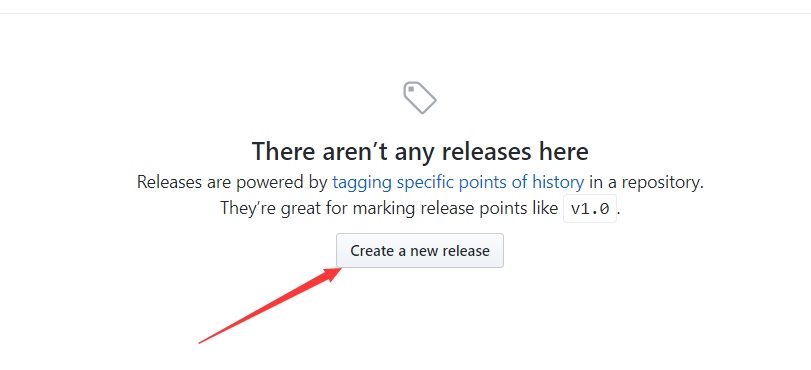 There aren’t any releases here
Releases are powered by tagging specific points of history in a repository.
They’re great for marking release points like v1.0.
Create a new release